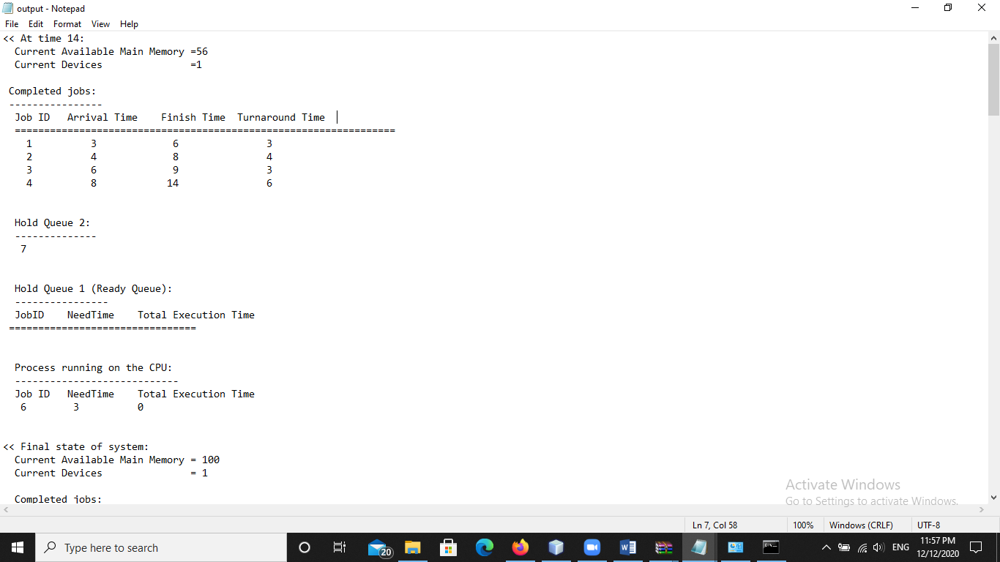 output - Notepad
File Edit Format View Help
<< At time 14:
Current Available Main Memory =56
Current Devices =1
Completed jobs:
----------------
Job ID Arrival Time Finish Time Turnaround Time
=================================================================
1 3 6 3
2 4 8 4
3 6 9 3
4 8 14 6
Hold Queue 2:
--------------
7
Hold Queue 1 (Ready Queue):
----------------
JobID NeedTime Total Execution Time
================================
Process running on the CPU:
----------------------------
Job ID NeedTime Total Execution Time
6 3 0
<< Final state of system:
Current Available Main Memory = 100
Current Devices = 1
Completed jobs:
Activate Windows
Go to Settings to activate Windows.
Ln 7, Col 58 100% Windows (CRLF) UTF-8
Type here to search
20
ENG
11:57 PM
12/12/2020